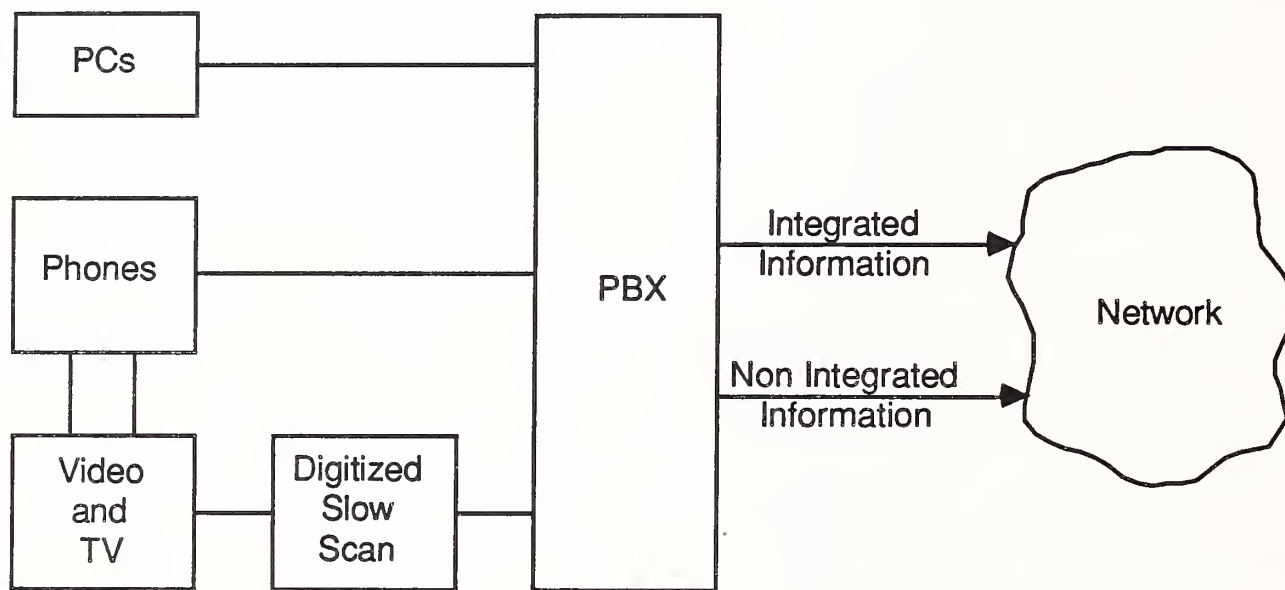 PCs
Phones
Video
and
TV
Digitized
Slow
Scan
PBX
Integrated
Information
Non Integrated
Information
Network